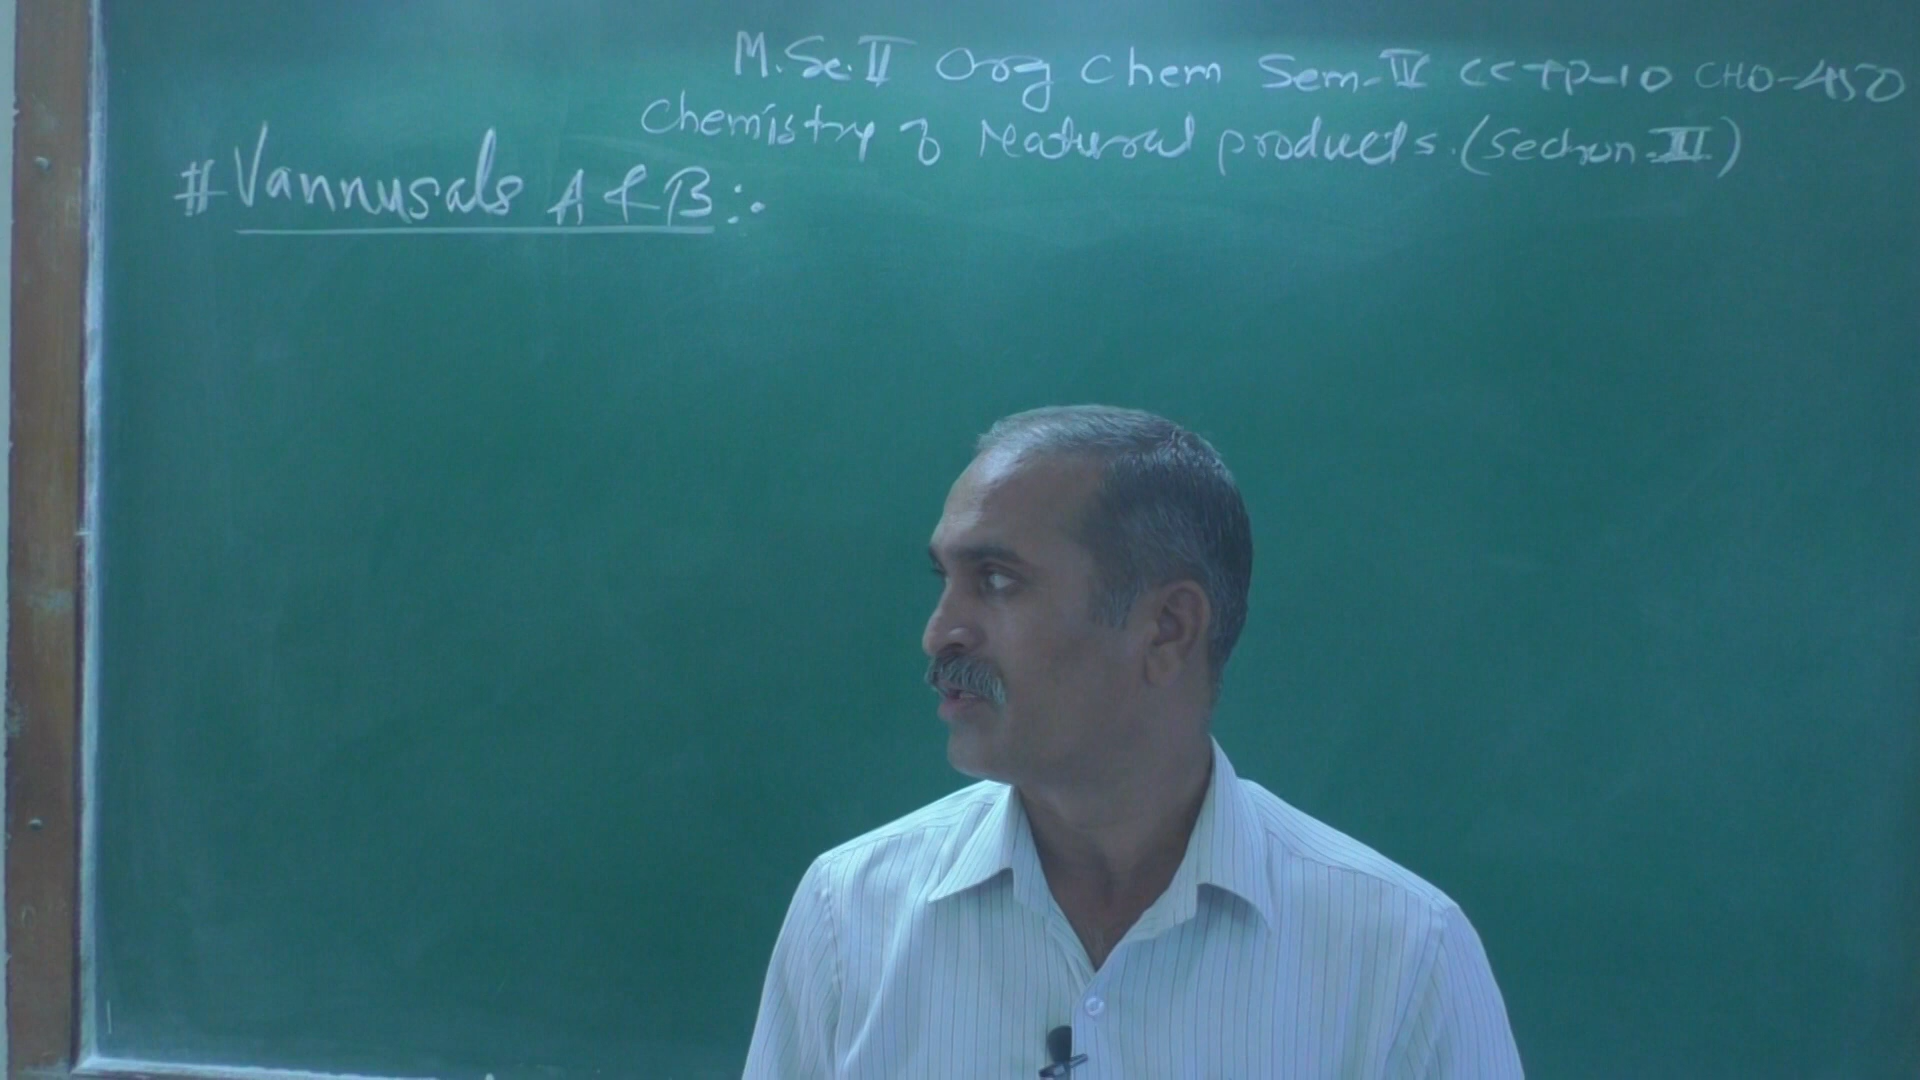 M.Sc.II Org Chem Sem-IV CCTP-10 CHO-450
Chemistry of Natural products.(Section-II)
# Vannusals A & B :-